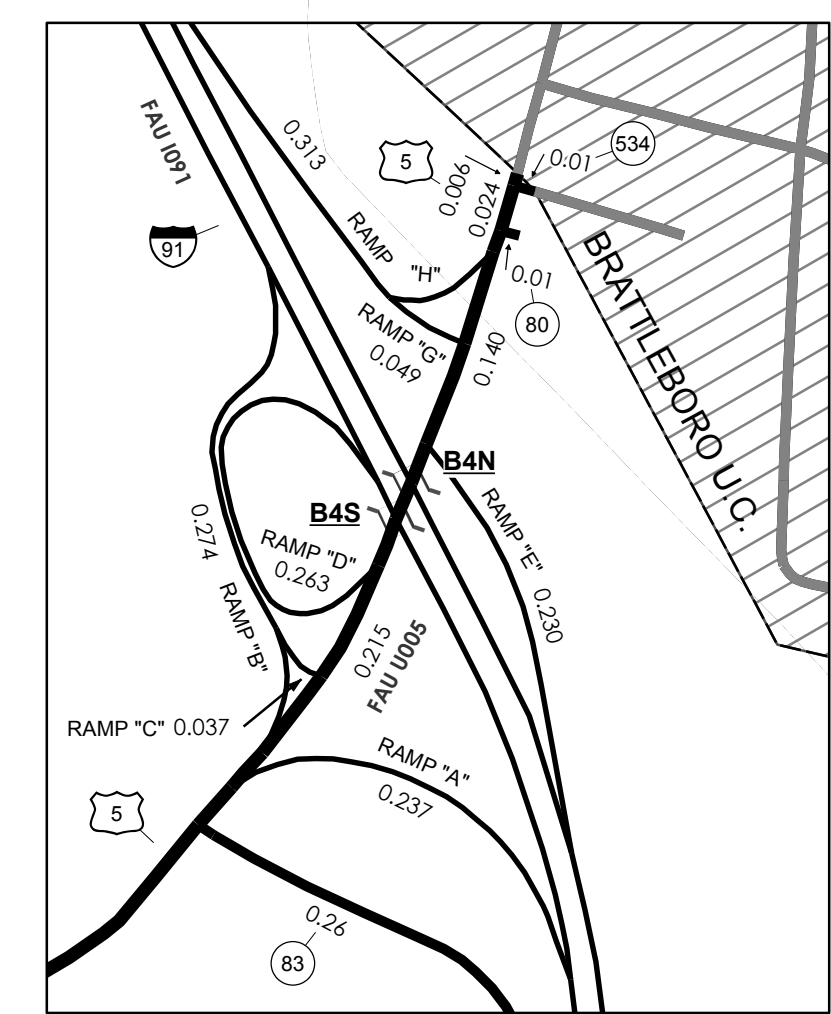 FAU I091
0.313
5
0.006
0.024
0.01
534
91
RAMP "H"
0.01
80
BRATTLEBORO U.C.
RAMP "G"
0.049
0.140
B4N
B4S
RAMP "E"
0.230
0.274
RAMP "D"
0.263
RAMP "B"
0.215
FAU U005
RAMP "C" 0.037
RAMP "A"
0.237
5
0.26
83